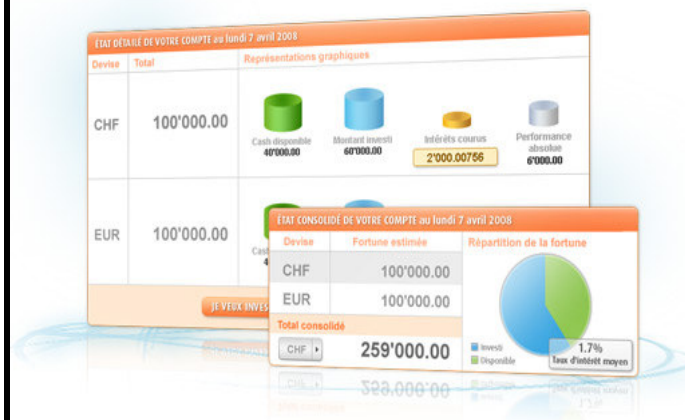 ÉTAT DÉTAILÉ DE VOTRE COMPTE au lundi 7 avril 2008
Devise Total Représentations graphiques
CHF 100'000.00
Cash disponible
40'000.00
Montant investi
60'000.00
Intérêts courus
2'000.00756
Performance
absolue
6'000.00
EUR 100'000.00
JE VEUX
ÉTAT CONSOLIDÉ DE VOTRE COMPTE au lundi 7 avril 2008
Devise Fortune estimée Répartition de la fortune
CHF 100'000.00
EUR 100'000.00
Total consolidé
CHF 259'000.00
Investi
Disponible
1.7%
Taux d'intérêt moyen